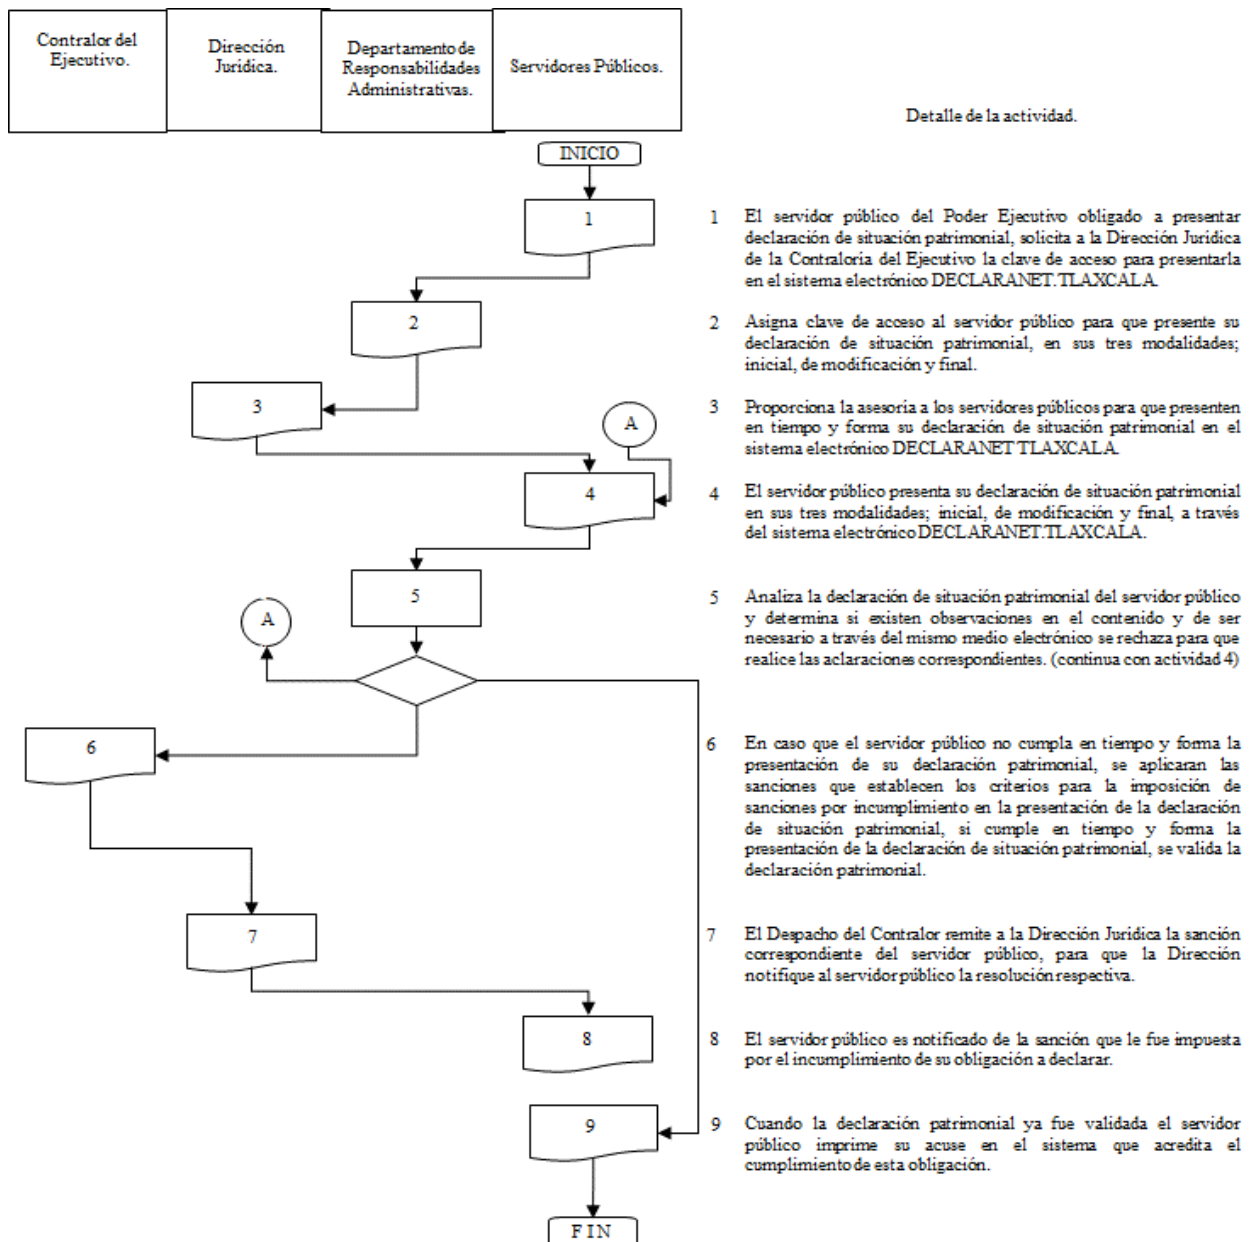 Contralor del
Ejecutivo.
Dirección
Juridica.
Departamento de
Responsabilidades
Administrativas.
Servidores Públicos.
Detalle de la actividad.
INICIO
1
1 El servidor público del Poder Ejecutivo obligado a presentar
declaración de situación patrimonial, solicita a la Dirección Juridica
de la Contraloria del Ejecutivo la clave de acceso para presentarla
en el sistema electrónico DECLARANET.TLAXCALA.
2
2 Asigna clave de acceso al servidor público para que presente su
declaración de situación patrimonial, en sus tres modalidades;
inicial, de modificación y final.
3
A
3 Proporciona la asesoria a los servidores públicos para que presenten
en tiempo y forma su declaración de situación patrimonial en el
sistema electrónico DECLARANET TLAXCALA.
4
4 El servidor público presenta su declaración de situación patrimonial
en sus tres modalidades; inicial, de modificación y final, a través
del sistema electrónico DECLARANET.TLAXCALA.
5
A
5 Analiza la declaración de situación patrimonial del servidor público
y determina si existen observaciones en el contenido y de ser
necesario a través del mismo medio electrónico se rechaza para que
realice las aclaraciones correspondientes. (continua con actividad 4)
6
6 En caso que el servidor público no cumpla en tiempo y forma la
presentación de su declaración patrimonial, se aplicaran las
sanciones que establecen los criterios para la imposición de
sanciones por incumplimiento en la presentación de la declaración
de situación patrimonial, si cumple en tiempo y forma la
presentación de la declaración de situación patrimonial, se valida la
declaración patrimonial.
7
7 El Despacho del Contralor remite a la Dirección Juridica la sanción
correspondiente del servidor público, para que la Dirección
notifique al servidor público la resolución respectiva.
8
8 El servidor público es notificado de la sanción que le fue impuesta
por el incumplimiento de su obligación a declarar.
9
9 Cuando la declaración patrimonial ya fue validada el servidor
público imprime su acuse en el sistema que acredita el
cumplimiento de esta obligación.
F I N